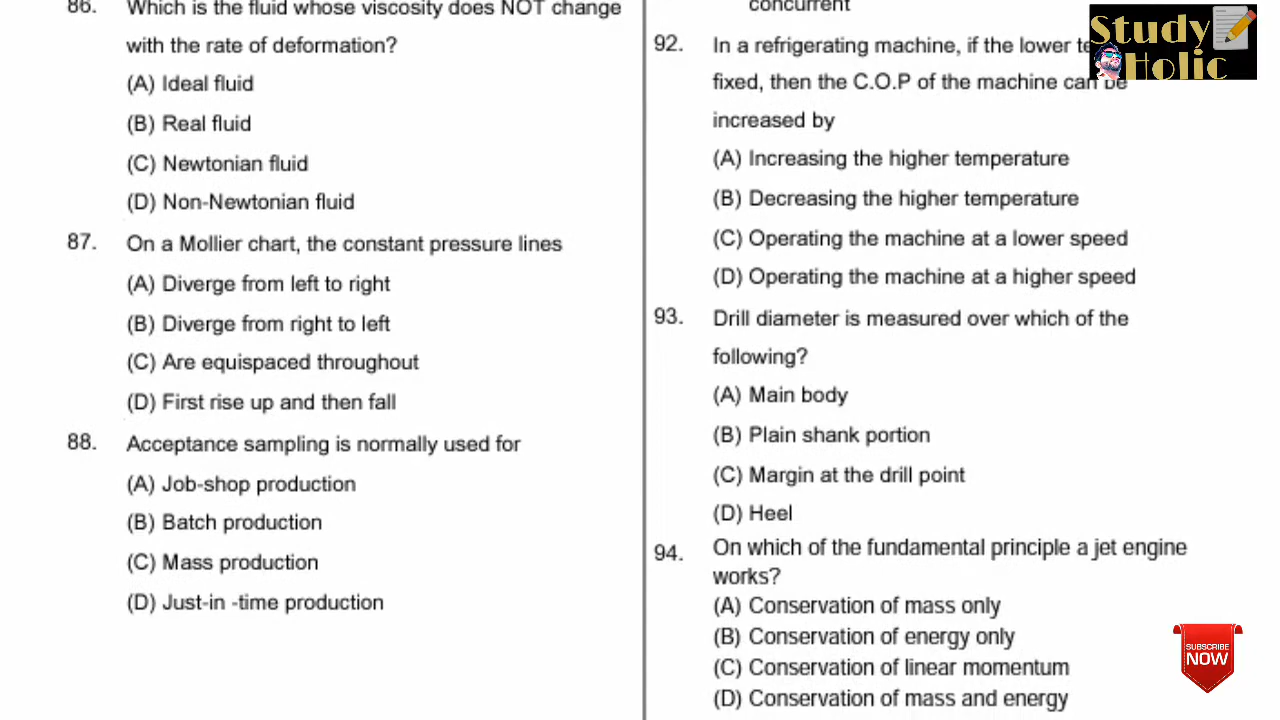 86. Which is the fluid whose viscosity does NOT change
with the rate of deformation?
(A) Ideal fluid
(B) Real fluid
(C) Newtonian fluid
(D) Non-Newtonian fluid
87. On a Mollier chart, the constant pressure lines
(A) Diverge from left to right
(B) Diverge from right to left
(C) Are equispaced throughout
(D) First rise up and then fall
88. Acceptance sampling is normally used for
(A) Job-shop production
(B) Batch production
(C) Mass production
(D) Just-in -time production
concurrent
92. In a refrigerating machine, if the lower
fixed, then the C.O.P of the machine can be
increased by
(A) Increasing the higher temperature
(B) Decreasing the higher temperature
(C) Operating the machine at a lower speed
(D) Operating the machine at a higher speed
93. Drill diameter is measured over which of the
following?
(A) Main body
(B) Plain shank portion
(C) Margin at the drill point
(D) Heel
94. On which of the fundamental principle a jet engine
works?
(A) Conservation of mass only
(B) Conservation of energy only
(C) Conservation of linear momentum
(D) Conservation of mass and energy
Study
Holic
SUBSCRIBE
NOW